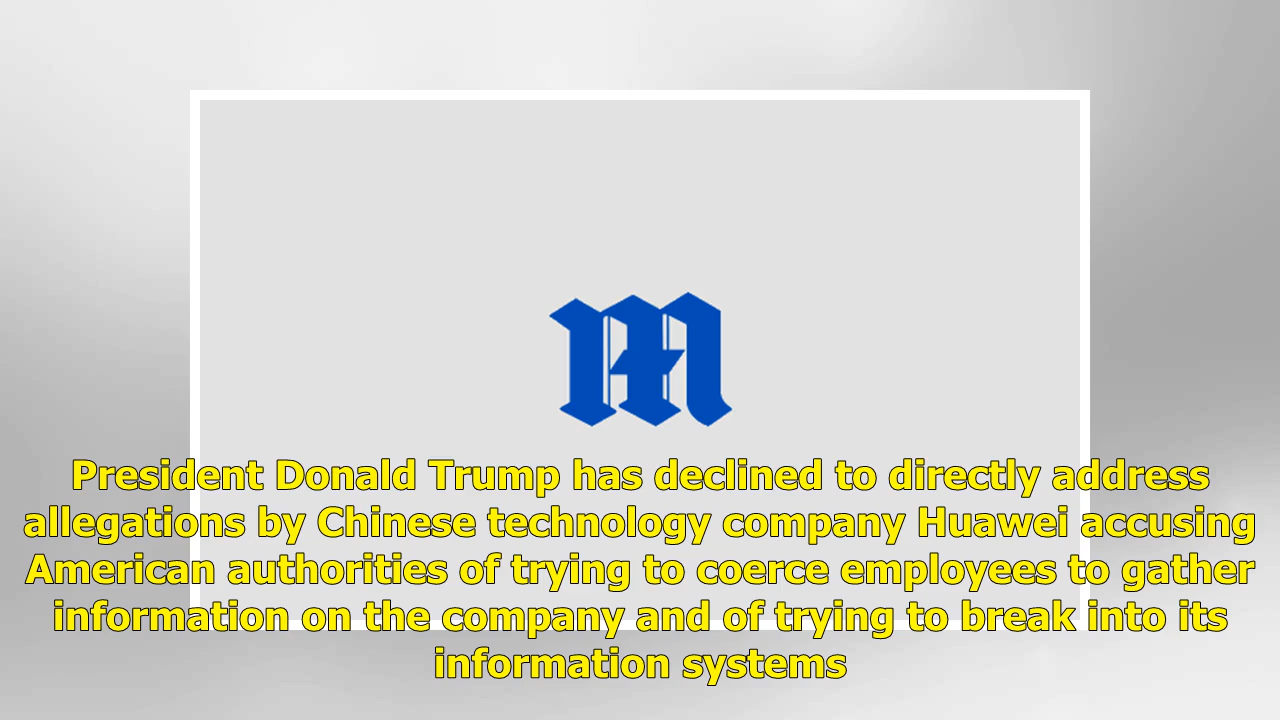 President Donald Trump has declined to directly address
allegations by Chinese technology company Huawei accusing
American authorities of trying to coerce employees to gather
information on the company and of trying to break into its
information systems